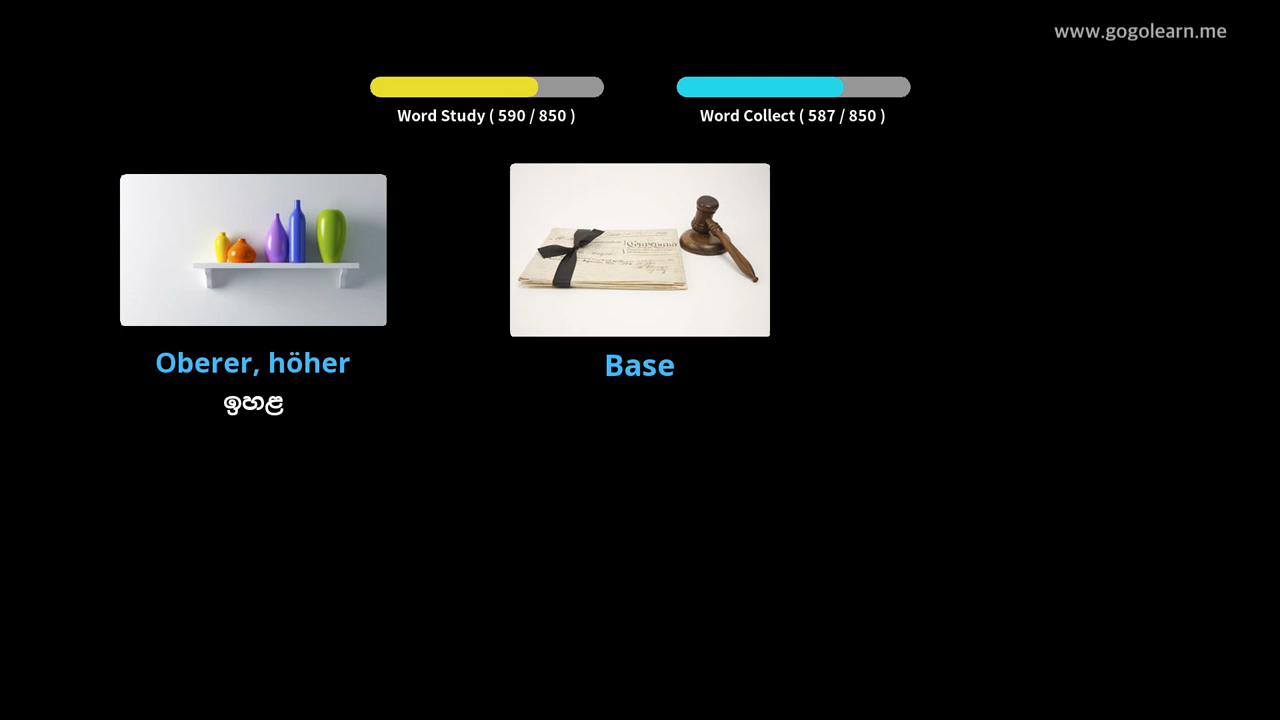 www.gogolearn.me
Word Study ( 590 / 850 )
Word Collect ( 587 / 850 )
Oberer, höher
ඉහළ
Base